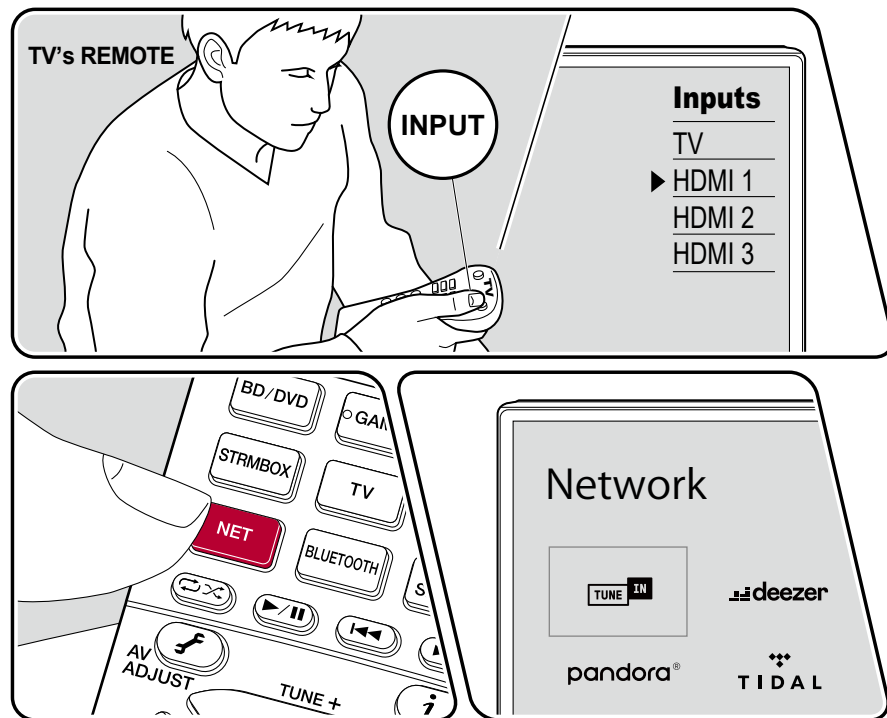 TV's REMOTE
INPUT
TV
Inputs
TV
HDMI 1
HDMI 2
HDMI 3
BD/DVD
STRMBOX
TV
NET
BLUETOOTH
AV
ADJUST
TUNE +
i
Network
TUNE IN
deezer
pandora®
TIDAL